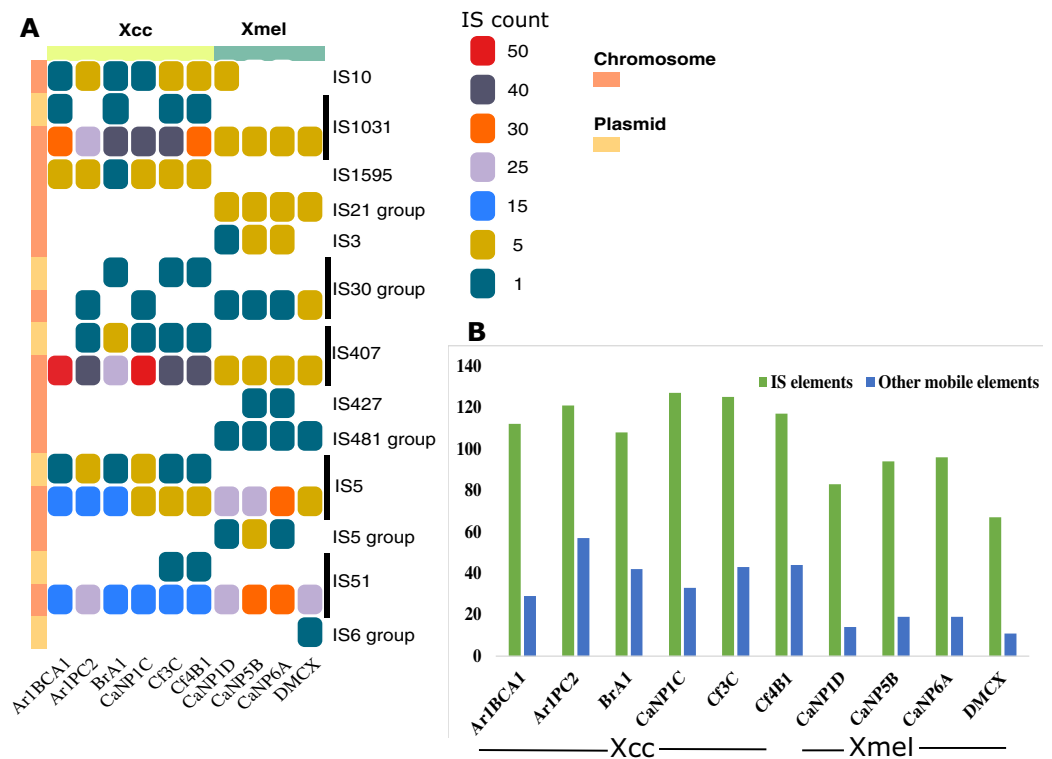 A
Xcc
Xmel
IS10
IS1031
IS1595
IS21 group
IS3
IS30 group
IS407
IS427
IS481 group
IS5
IS5 group
IS51
IS6 group
Ar1BCA1
Ar1PC2
BrA1
CaNP1C
Cf3C
Cf4B1
CaNP1D
CaNP5B
CaNP6A
DMCX
IS count
50
40
30
25
15
5
1
Chromosome
Plasmid
B
140
120
100
80
60
40
20
0
IS elements
Other mobile elements
Ar1BCA1
Ar1PC2
BrA1
CaNP1C
Cf3C
Cf4B1
CaNP1D
CaNP5B
CaNP6A
DMCX
Xcc
Xmel